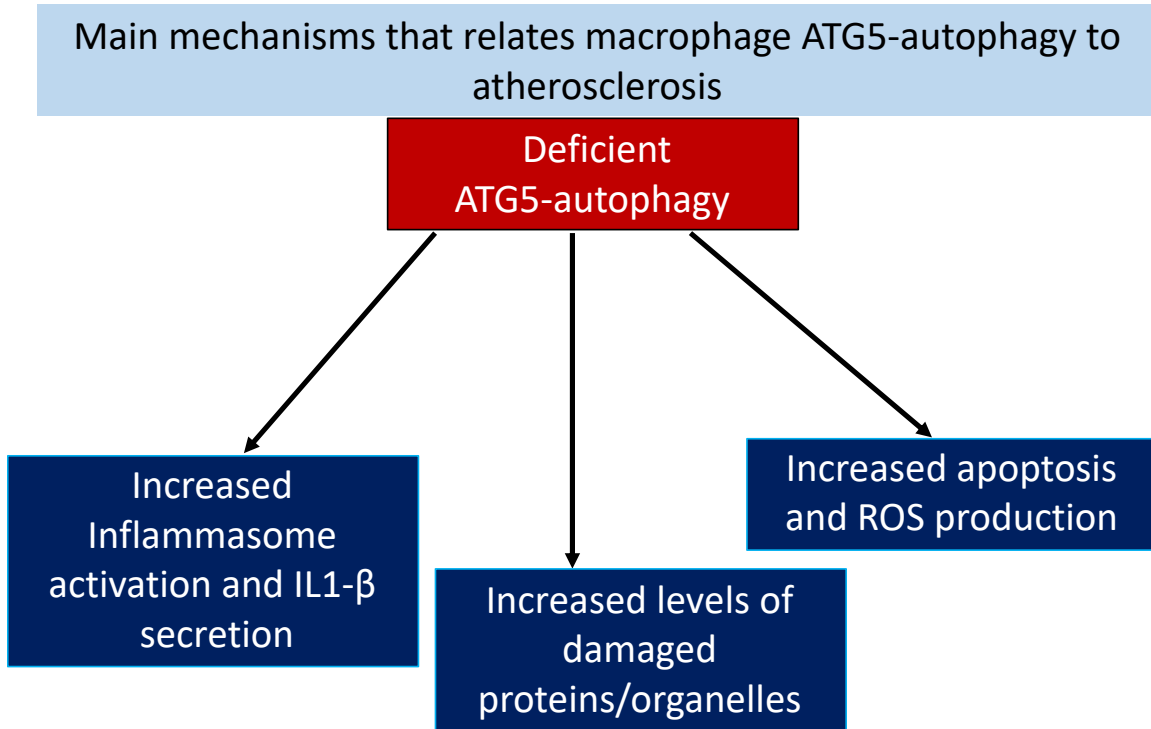 Main mechanisms that relates macrophage ATG5-autophagy to
atherosclerosis
Deficient
ATG5-autophagy
Increased
Inflammasome
activation and IL1-β
secretion
Increased levels of
damaged
proteins/organelles
Increased apoptosis
and ROS production